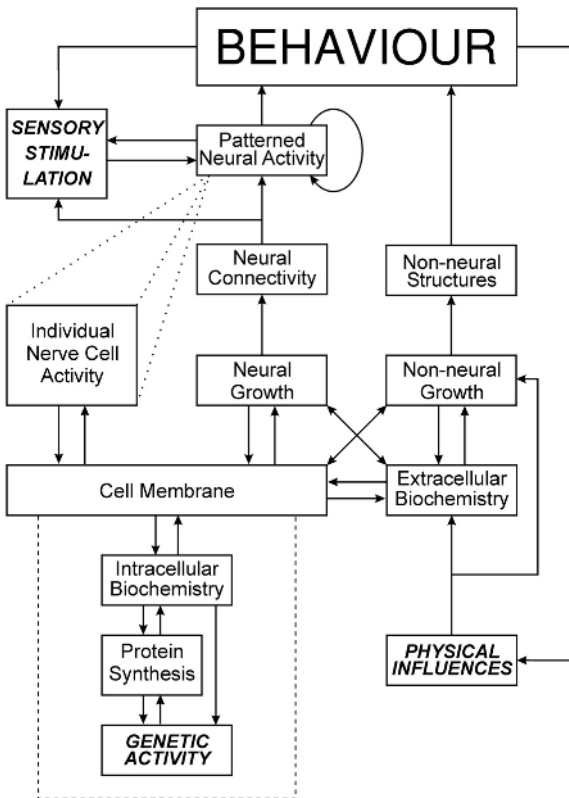 BEHAVIOUR
SENSORY
STIMU-
LATION
Patterned
Neural Activity
Neural
Connectivity
Non-neural
Structures
Individual
Nerve Cell
Activity
Neural
Growth
Non-neural
Growth
Cell Membrane
Extracellular
Biochemistry
Intracellular
Biochemistry
Protein
Synthesis
PHYSICAL
INFLUENCES
GENETIC
ACTIVITY